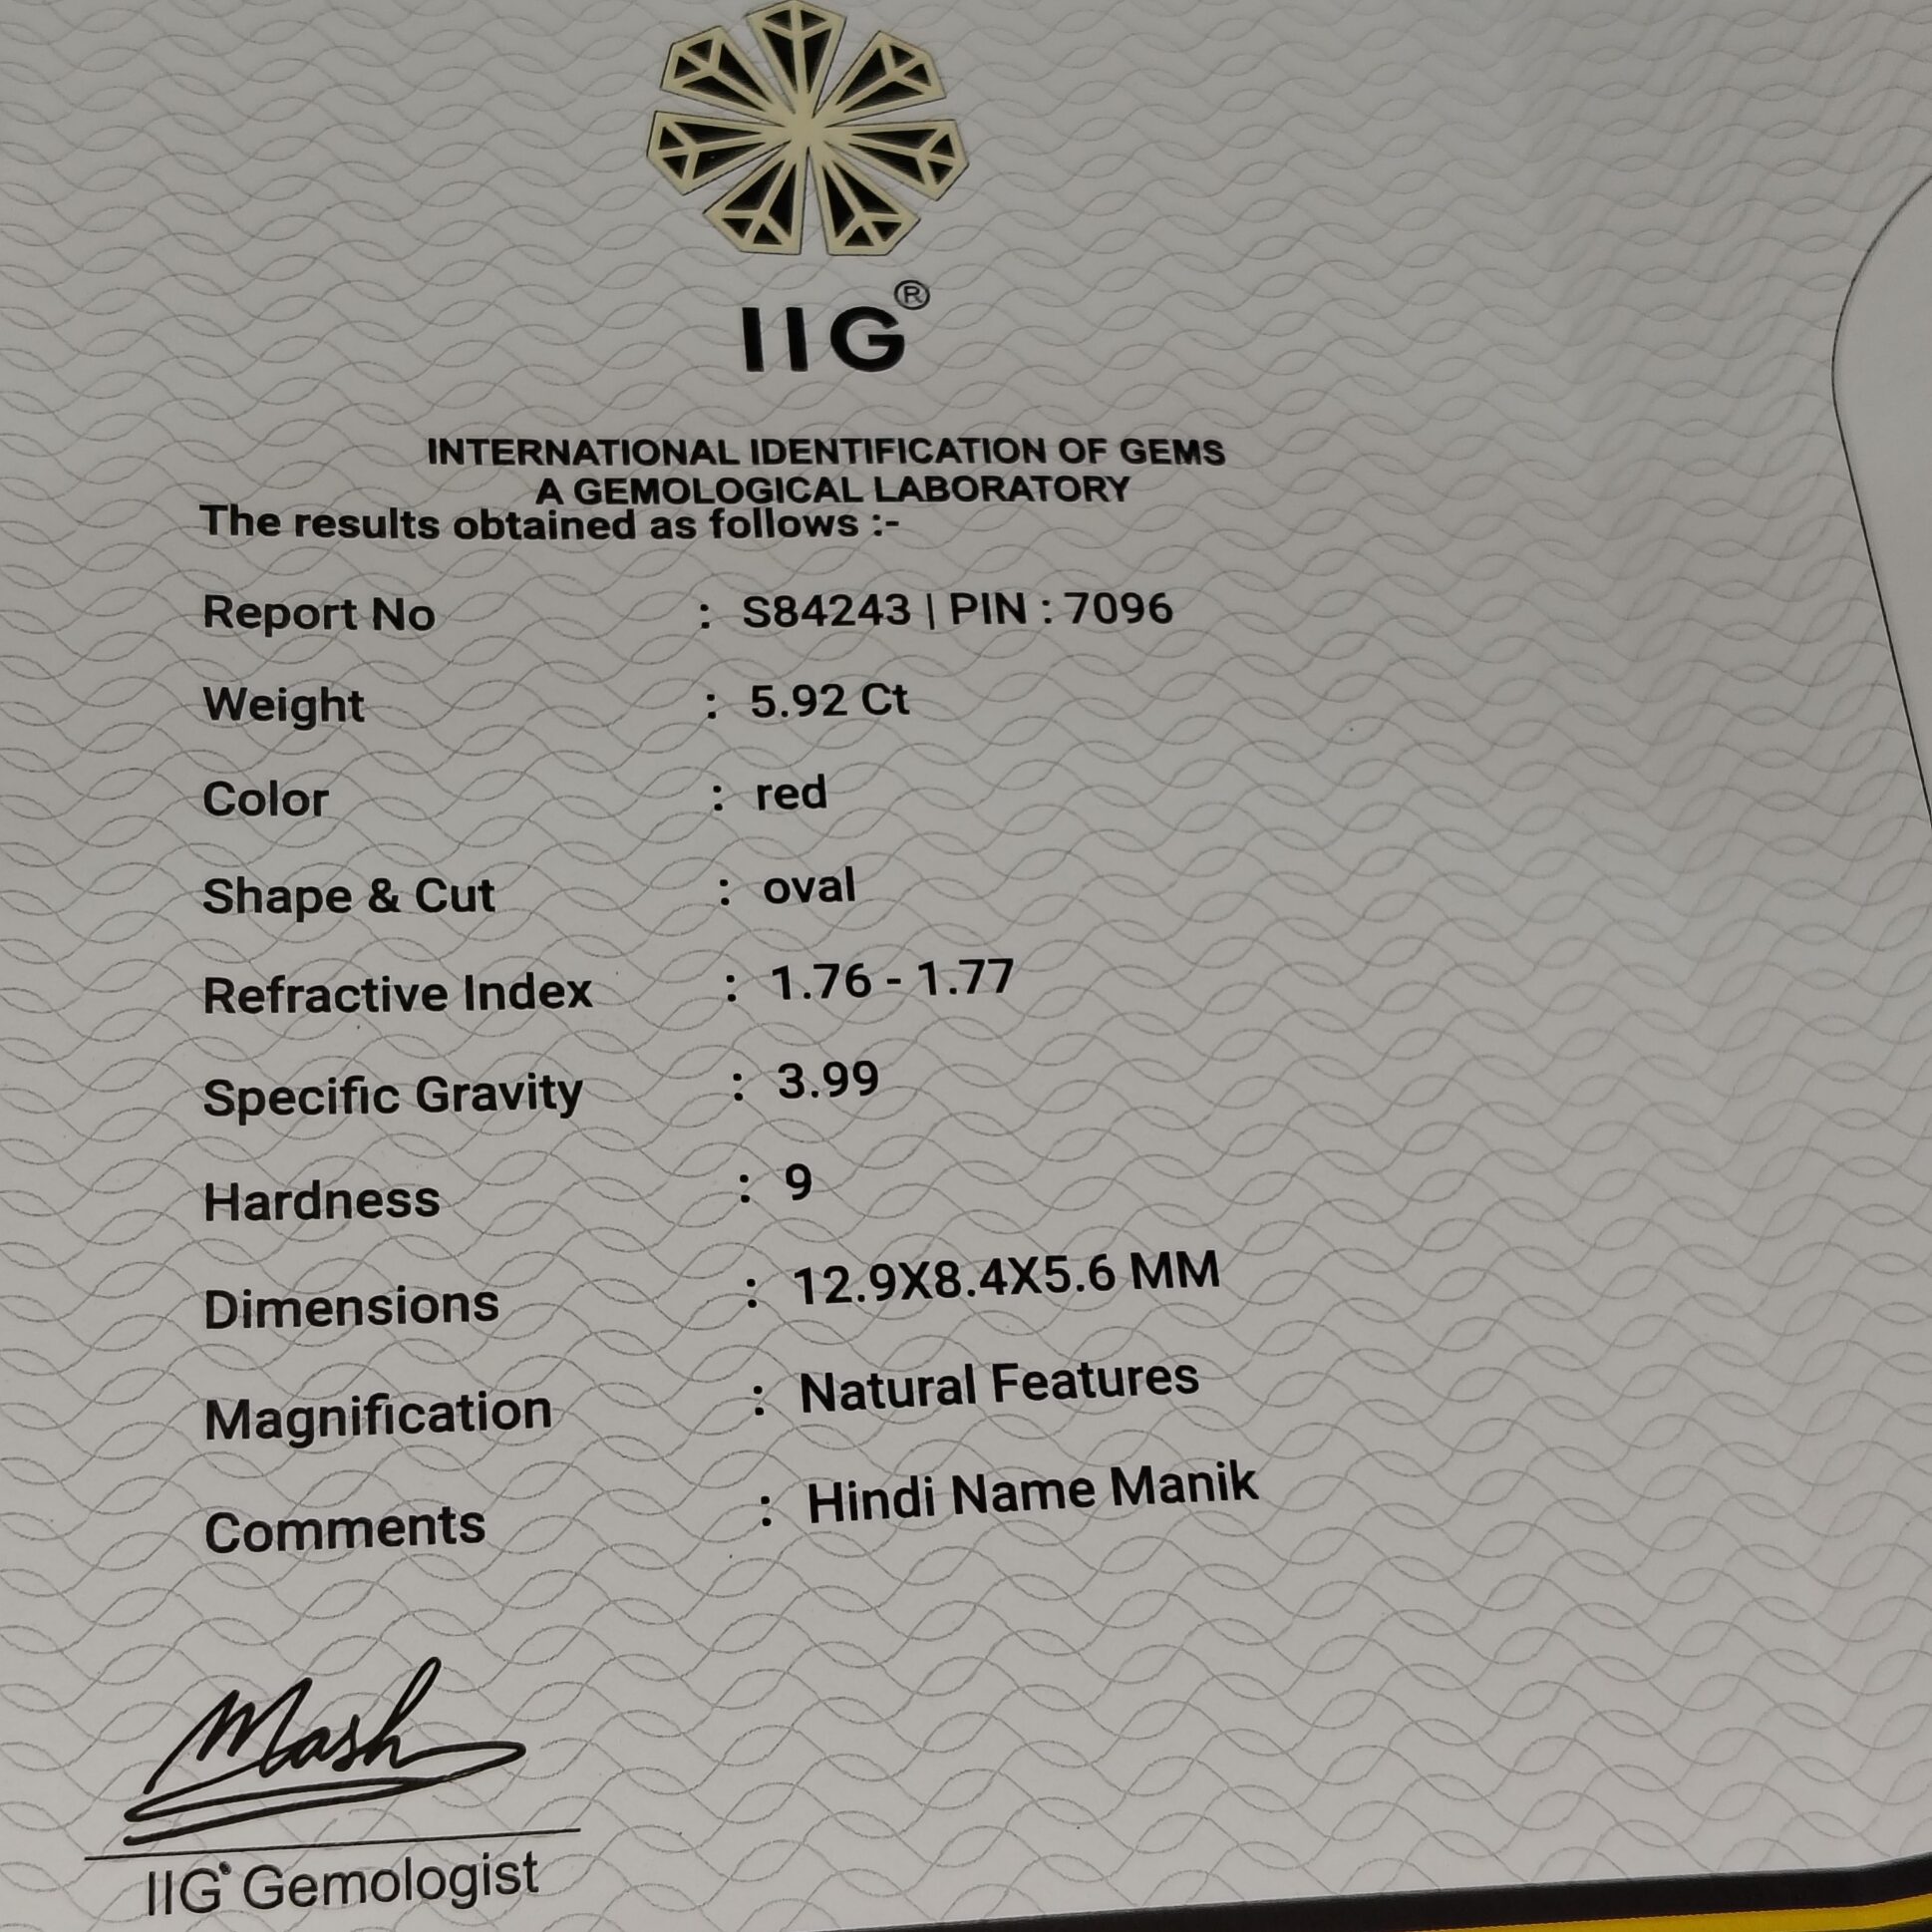 IIG®
INTERNATIONAL IDENTIFICATION OF GEMS
A GEMOLOGICAL LABORATORY
The results obtained as follows :-
Report No : S84243 | PIN : 7096
Weight : 5.92 Ct
Color : red
Shape & Cut : oval
Refractive Index : 1.76 - 1.77
Specific Gravity : 3.99
Hardness : 9
Dimensions : 12.9X8.4X5.6 MM
Magnification : Natural Features
Comments : Hindi Name Manik
Mash
IIG® Gemologist